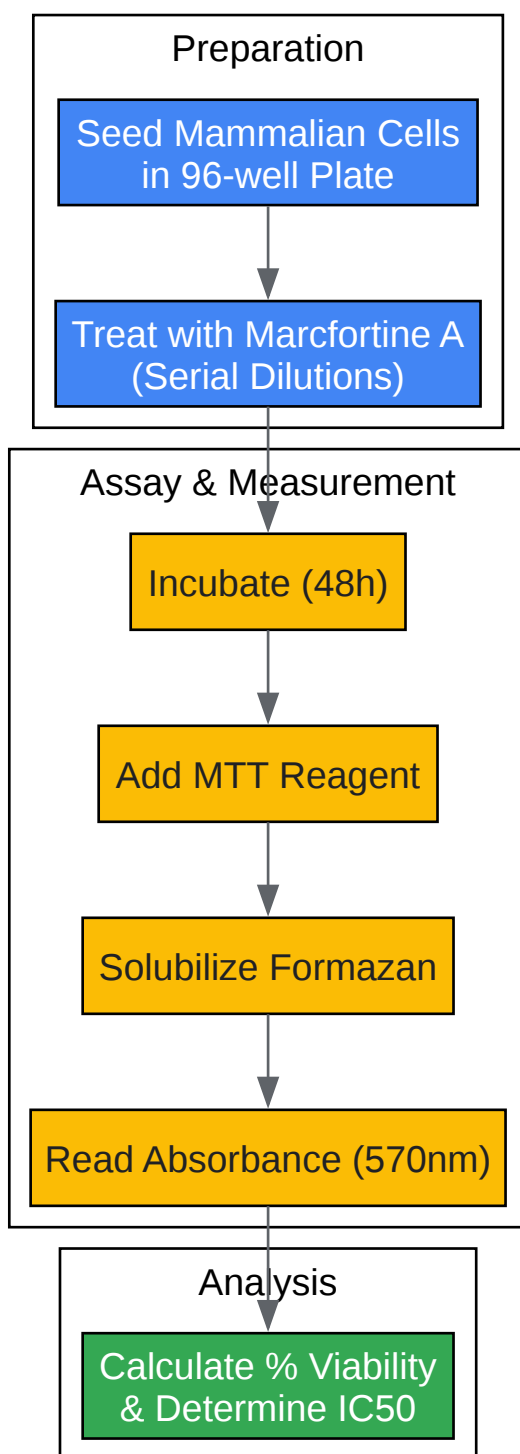 Preparation
Seed Mammalian Cells
in 96-well Plate
Treat with Marcfortine A
(Serial Dilutions)
Assay & Measurement
Incubate (48h)
Add MTT Reagent
Solubilize Formazan
Read Absorbance (570nm)
Analysis
Calculate % Viability
& Determine IC50